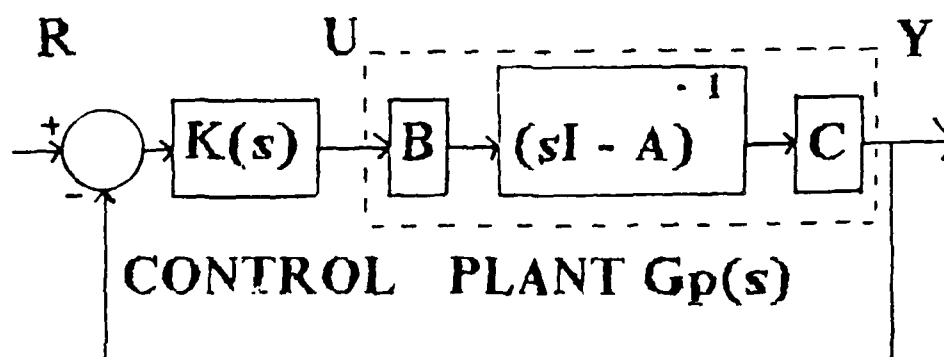 R U Y
- 1
+ K(s) B (sI - A) C
-
CONTROL PLANT Gp(s)